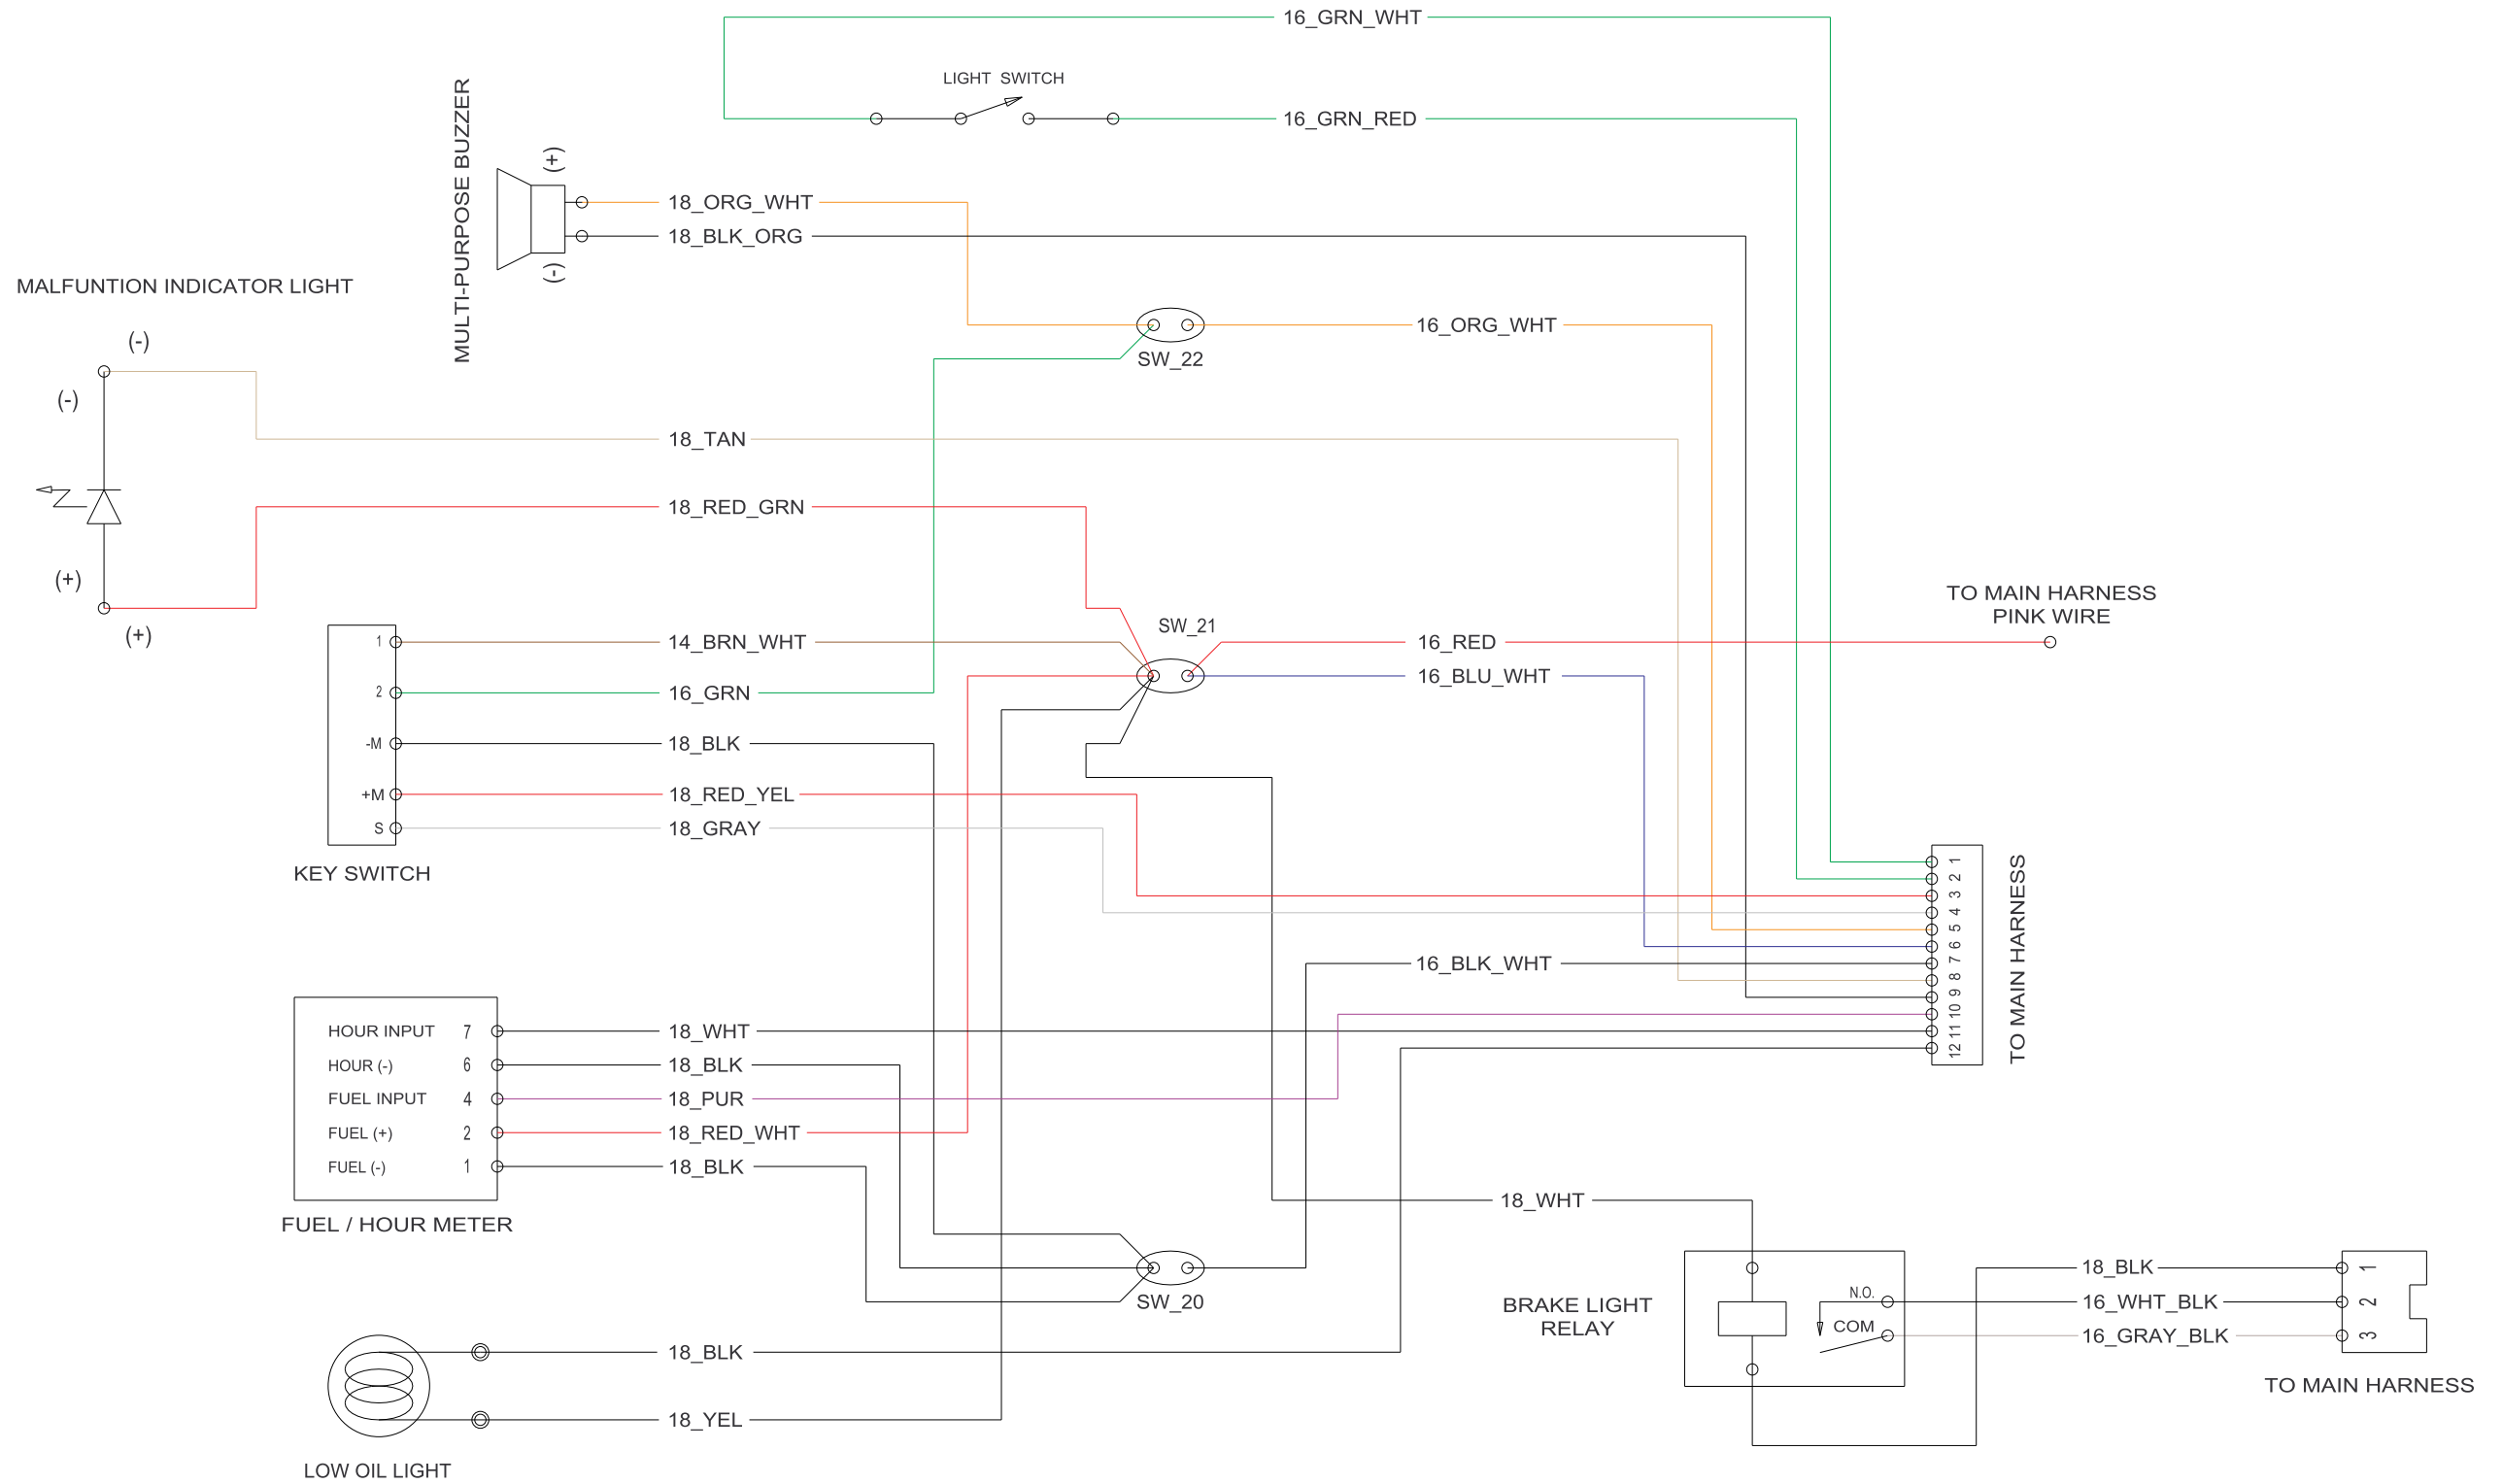 16_GRN_WHT
LIGHT SWITCH
16_GRN_RED
MULTI-PURPOSE BUZZER
(+)
18_ORG_WHT
18_BLK_ORG
(-)
MALFUNTION INDICATOR LIGHT
(-)
(-)
16_ORG_WHT
SW_22
18_TAN
18_RED_GRN
(+)
(+)
TO MAIN HARNESS
PINK WIRE
SW_21
1
14_BRN_WHT
16_RED
16_BLU_WHT
2
16_GRN
-M
18_BLK
+M
18_RED_YEL
S
18_GRAY
KEY SWITCH
1
2
3
4
5
6
7
8
9
10
11
12
TO MAIN HARNESS
16_BLK_WHT
HOUR INPUT 7
18_WHT
HOUR (-) 6
18_BLK
FUEL INPUT 4
18_PUR
FUEL (+) 2
18_RED_WHT
FUEL (-) 1
18_BLK
FUEL / HOUR METER
18_WHT
SW_20
BRAKE LIGHT
RELAY
N.O.
COM
18_BLK
16_WHT_BLK
16_GRAY_BLK
1
2
3
TO MAIN HARNESS
18_BLK
18_YEL
LOW OIL LIGHT